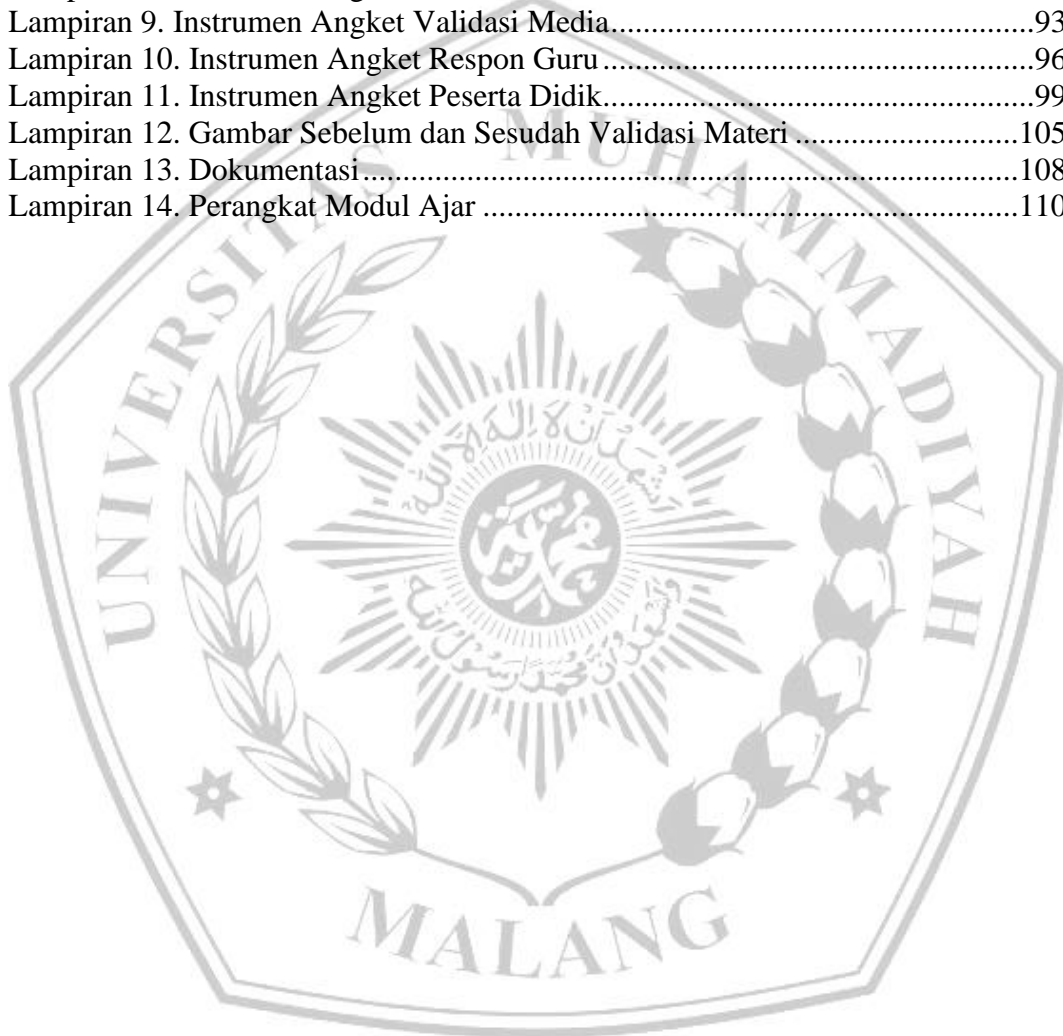 Lampiran 9. Instrumen Angket Validasi Media.....................................................93
Lampiran 10. Instrumen Angket Respon Guru.....................................................96
Lampiran 11. Instrumen Angket Peserta Didik.....................................................99
Lampiran 12. Gambar Sebelum dan Sesudah Validasi Materi.......................105
Lampiran 13. Dokumentasi...................................................................................108
Lampiran 14. Perangkat Modul Ajar...................................................................110
UNIVERSITAS MUHAMMADIYAH
MALANG